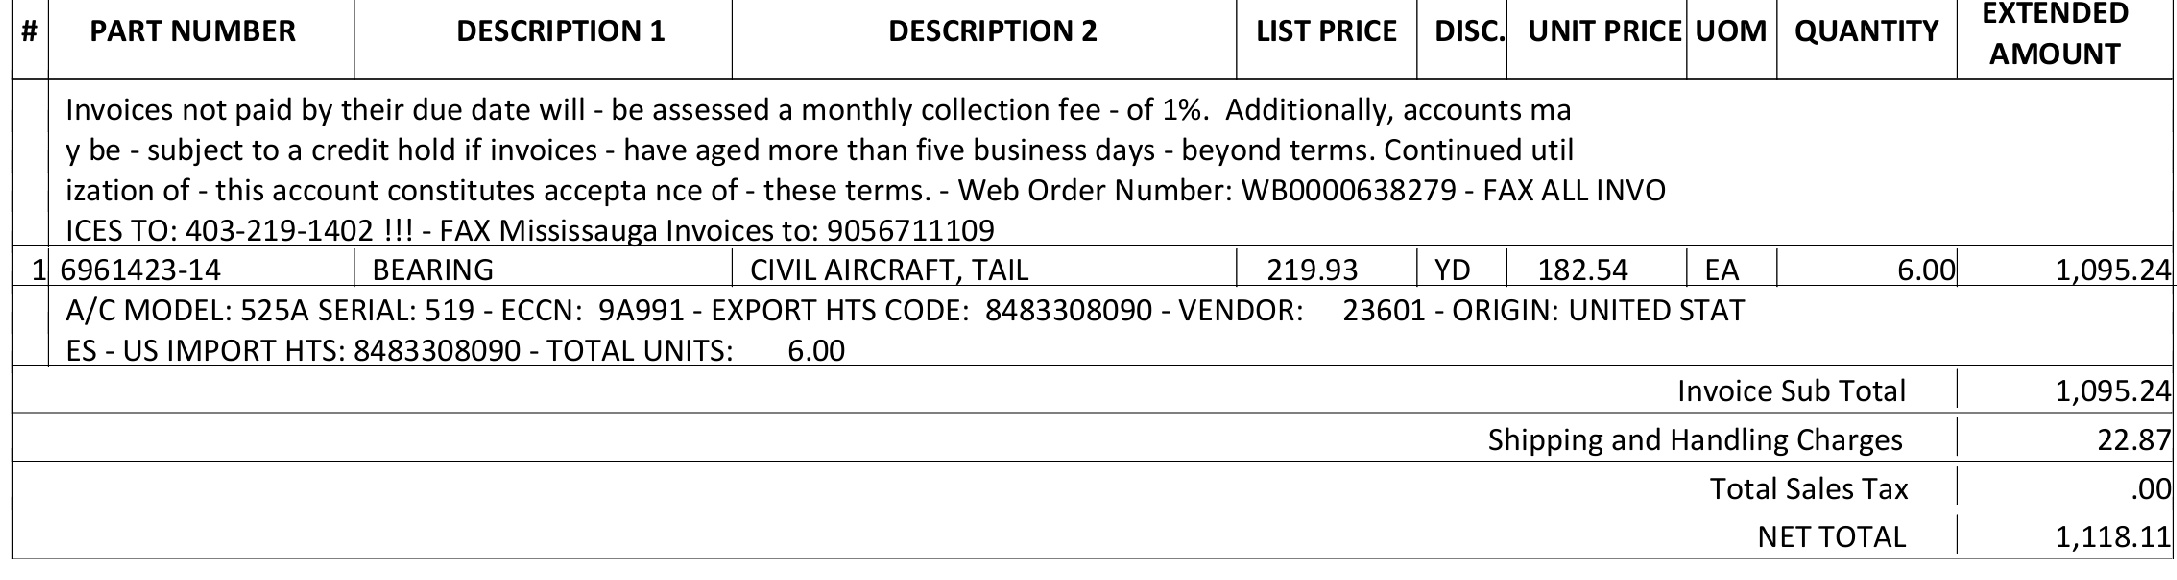 # PART NUMBER DESCRIPTION 1 DESCRIPTION 2 LIST PRICE DISC. UNIT PRICE UOM QUANTITY EXTENDED AMOUNT
Invoices not paid by their due date will - be assessed a monthly collection fee - of 1%.  Additionally, accounts ma
y be - subject to a credit hold if invoices - have aged more than five business days - beyond terms. Continued util
ization of - this account constitutes accepta nce of - these terms. - Web Order Number: WB0000638279 - FAX ALL INVO
ICES TO: 403-219-1402 !!! - FAX Mississauga Invoices to: 9056711109
1 6961423-14 BEARING CIVIL AIRCRAFT, TAIL 219.93 YD 182.54 EA 6.00 1,095.24
A/C MODEL: 525A SERIAL: 519 - ECCN:  9A991 - EXPORT HTS CODE:  8483308090 - VENDOR:     23601 - ORIGIN: UNITED STAT
ES - US IMPORT HTS: 8483308090 - TOTAL UNITS:      6.00
Invoice Sub Total 1,095.24
Shipping and Handling Charges 22.87
Total Sales Tax .00
NET TOTAL 1,118.11